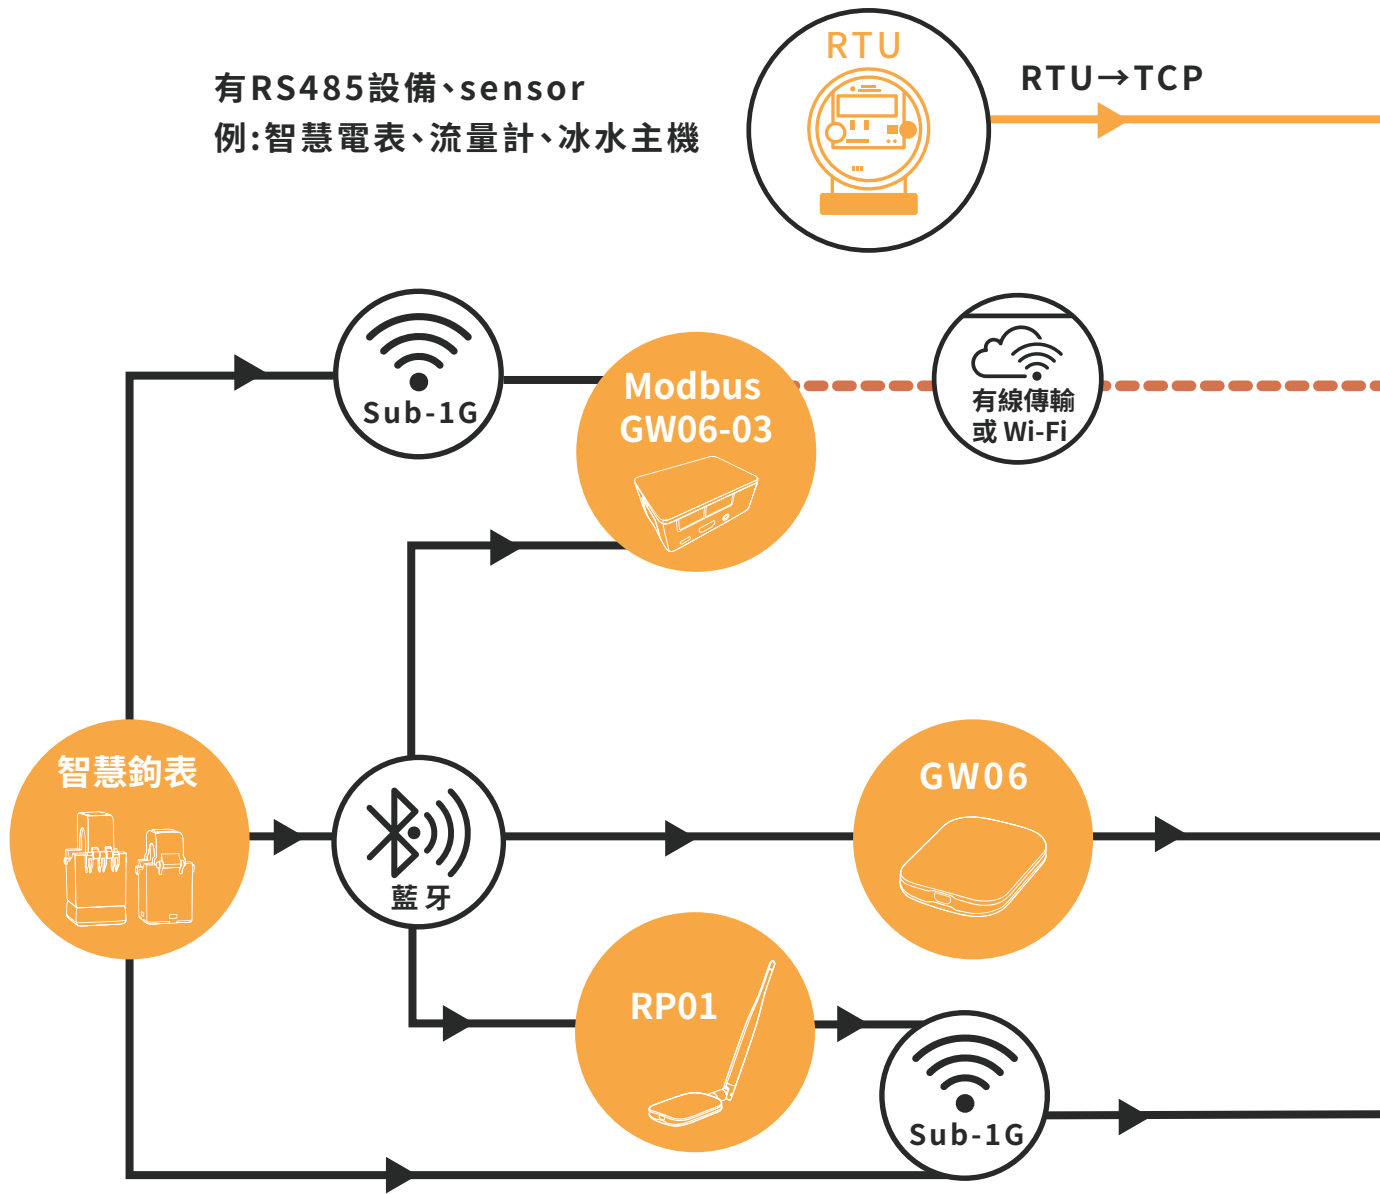 RTU
有RS485設備、sensor
例:智慧電表、流量計、冰水主機
RTU→TCP
Sub-1G
Modbus
GW06-03
有線傳輸
或 Wi-Fi
智慧鉤表
藍牙
GW06
RP01
Sub-1G